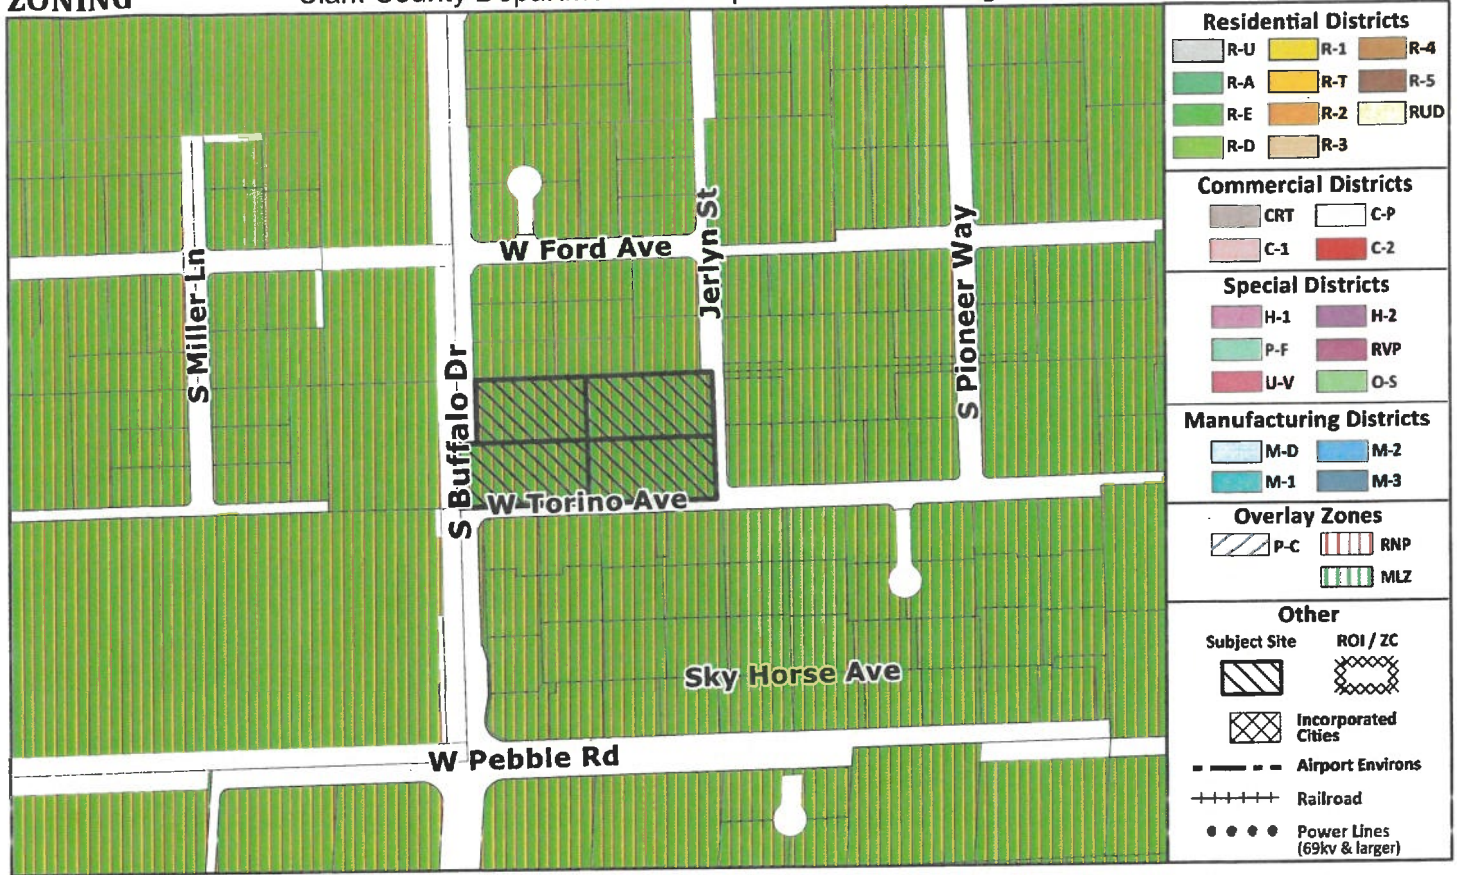 ZONING
Clark County Depart
Residential Districts
R-U R-1 R-4
R-A R-T R-5
R-E R-2 RUD
R-D R-3
Commercial Districts
CRT C-P
C-1 C-2
Special Districts
H-1 H-2
P-F RVP
U-V O-S
Manufacturing Districts
M-D M-2
M-1 M-3
Overlay Zones
P-C RNP
MLZ
Other
Subject Site ROI / ZC
Incorporated
Cities
Airport Environs
Railroad
Power Lines
(69kv & larger)
W Ford Ave
Jerlyn St
S Miller Ln
S Pioneer Way
S Buffalo Dr
W Torino Ave
Sky Horse Ave
W Pebble Rd